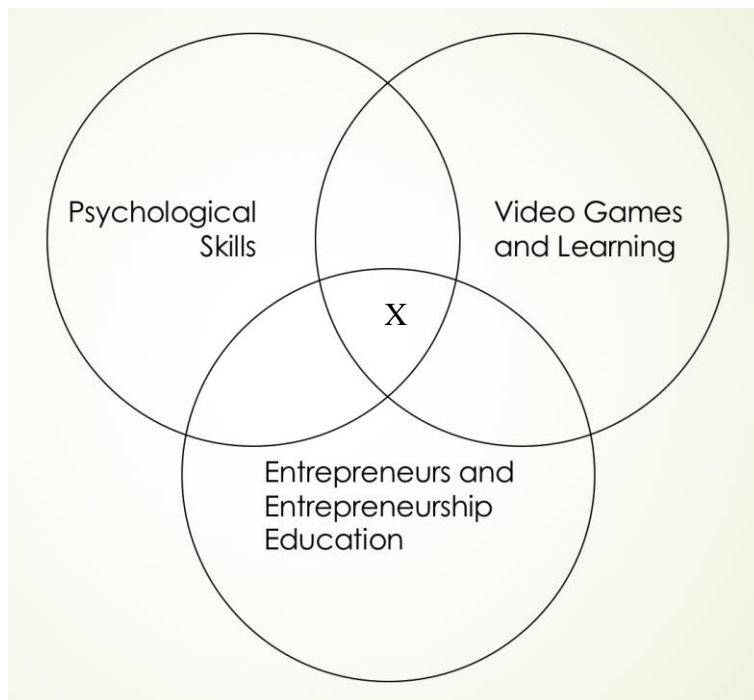 Psychological
Skills
Video Games
and Learning
X
Entrepreneurs and
Entrepreneurship
Education